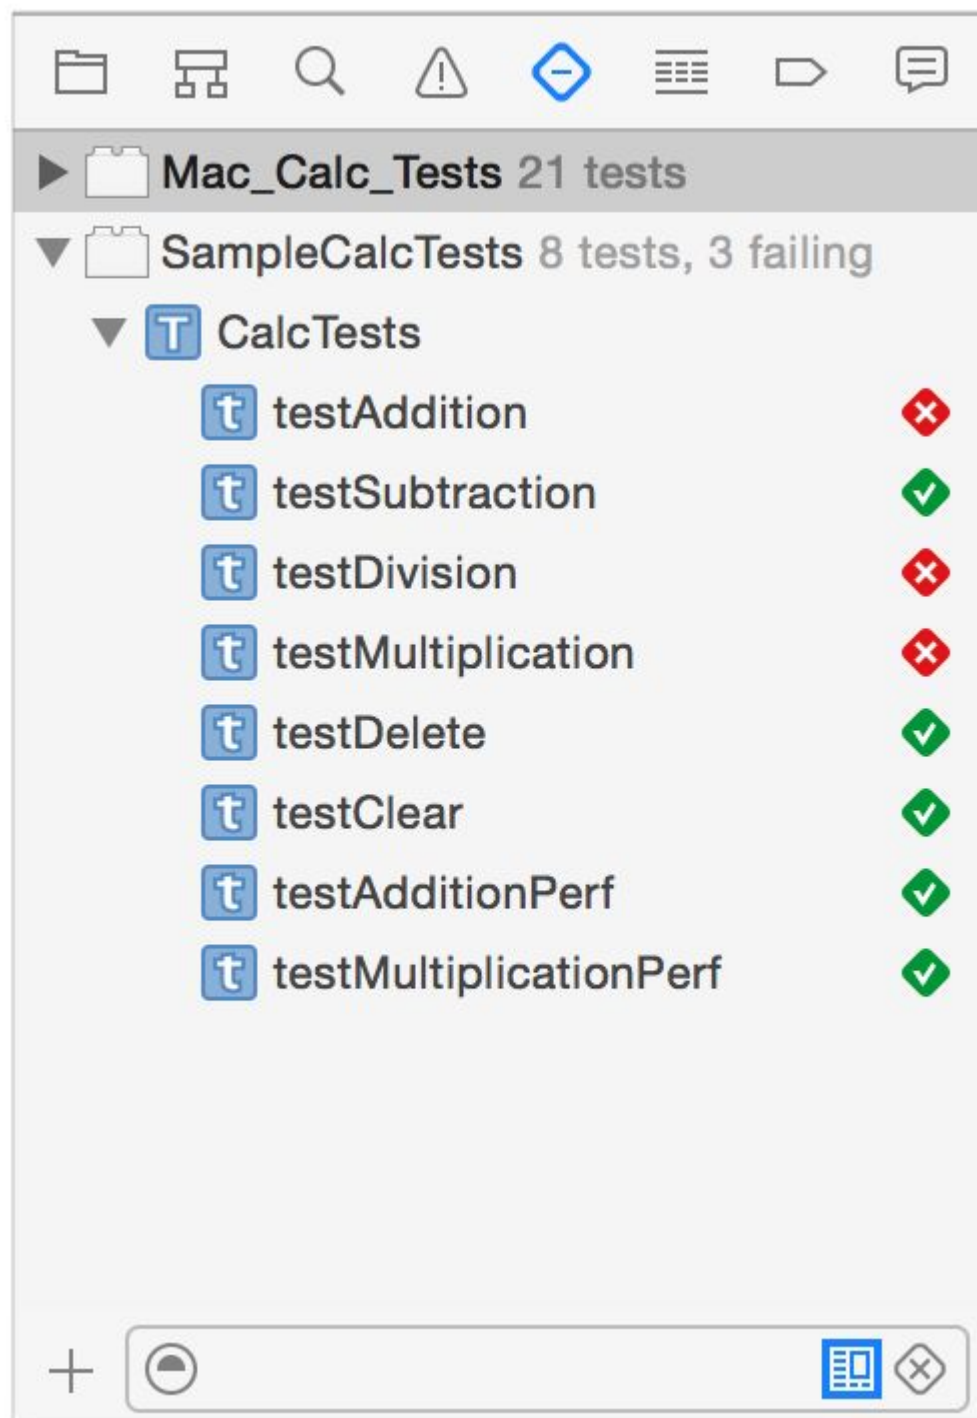 Mac_Calc_Tests 21 tests
SampleCalcTests 8 tests, 3 failing
T CalcTests
t testAddition
t testSubtraction
t testDivision
t testMultiplication
t testDelete
t testClear
t testAdditionPerf
t testMultiplicationPerf